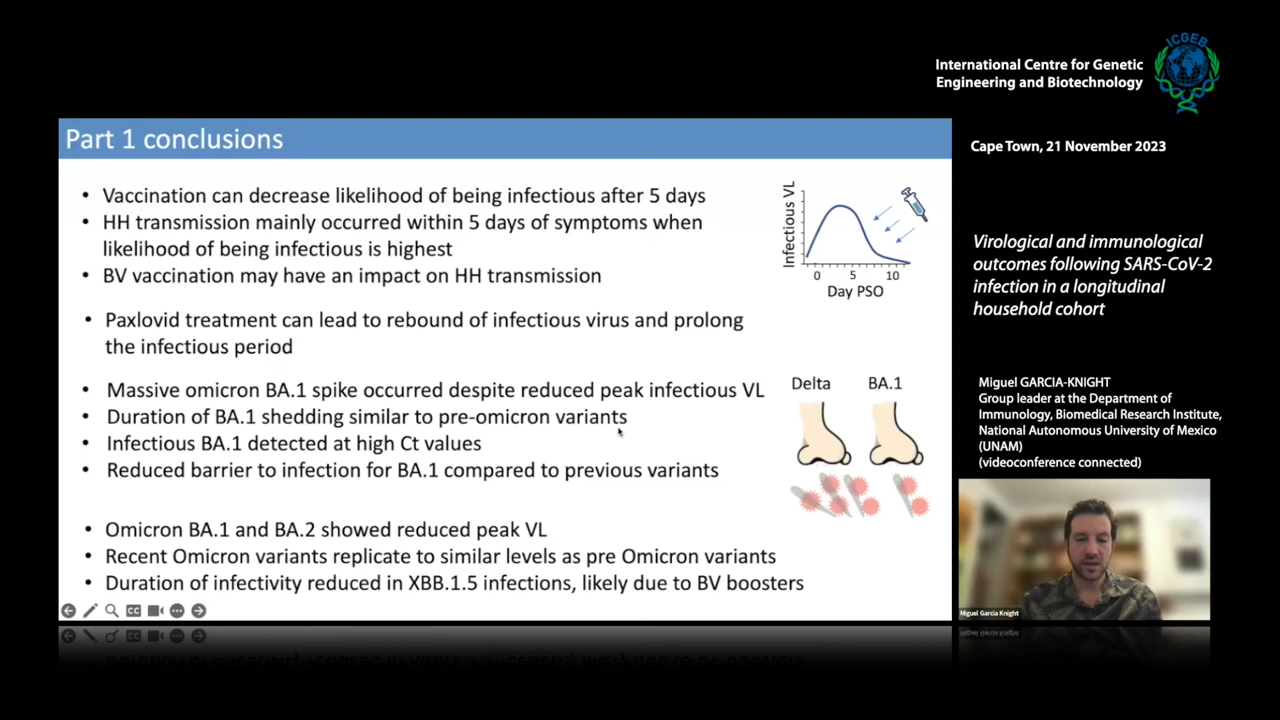 ICGEB
International Centre for Genetic
Engineering and Biotechnology
Part 1 conclusions
Cape Town, 21 November 2023
• Vaccination can decrease likelihood of being infectious after 5 days
• HH transmission mainly occurred within 5 days of symptoms when
likelihood of being infectious is highest
• BV vaccination may have an impact on HH transmission
Infectious VL
0 5 10
Day PSO
• Paxlovid treatment can lead to rebound of infectious virus and prolong
the infectious period
• Massive omicron BA.1 spike occurred despite reduced peak infectious VL
• Duration of BA.1 shedding similar to pre-omicron variants
• Infectious BA.1 detected at high Ct values
• Reduced barrier to infection for BA.1 compared to previous variants
Delta BA.1
• Omicron BA.1 and BA.2 showed reduced peak VL
• Recent Omicron variants replicate to similar levels as pre Omicron variants
• Duration of infectivity reduced in XBB.1.5 infections, likely due to BV boosters
CC
Virological and immunological
outcomes following SARS-CoV-2
infection in a longitudinal
household cohort
Miguel GARCIA-KNIGHT
Group leader at the Department of
Immunology, Biomedical Research Institute,
National Autonomous University of Mexico
(UNAM)
(videoconference connected)
Miguel Garcia Knight